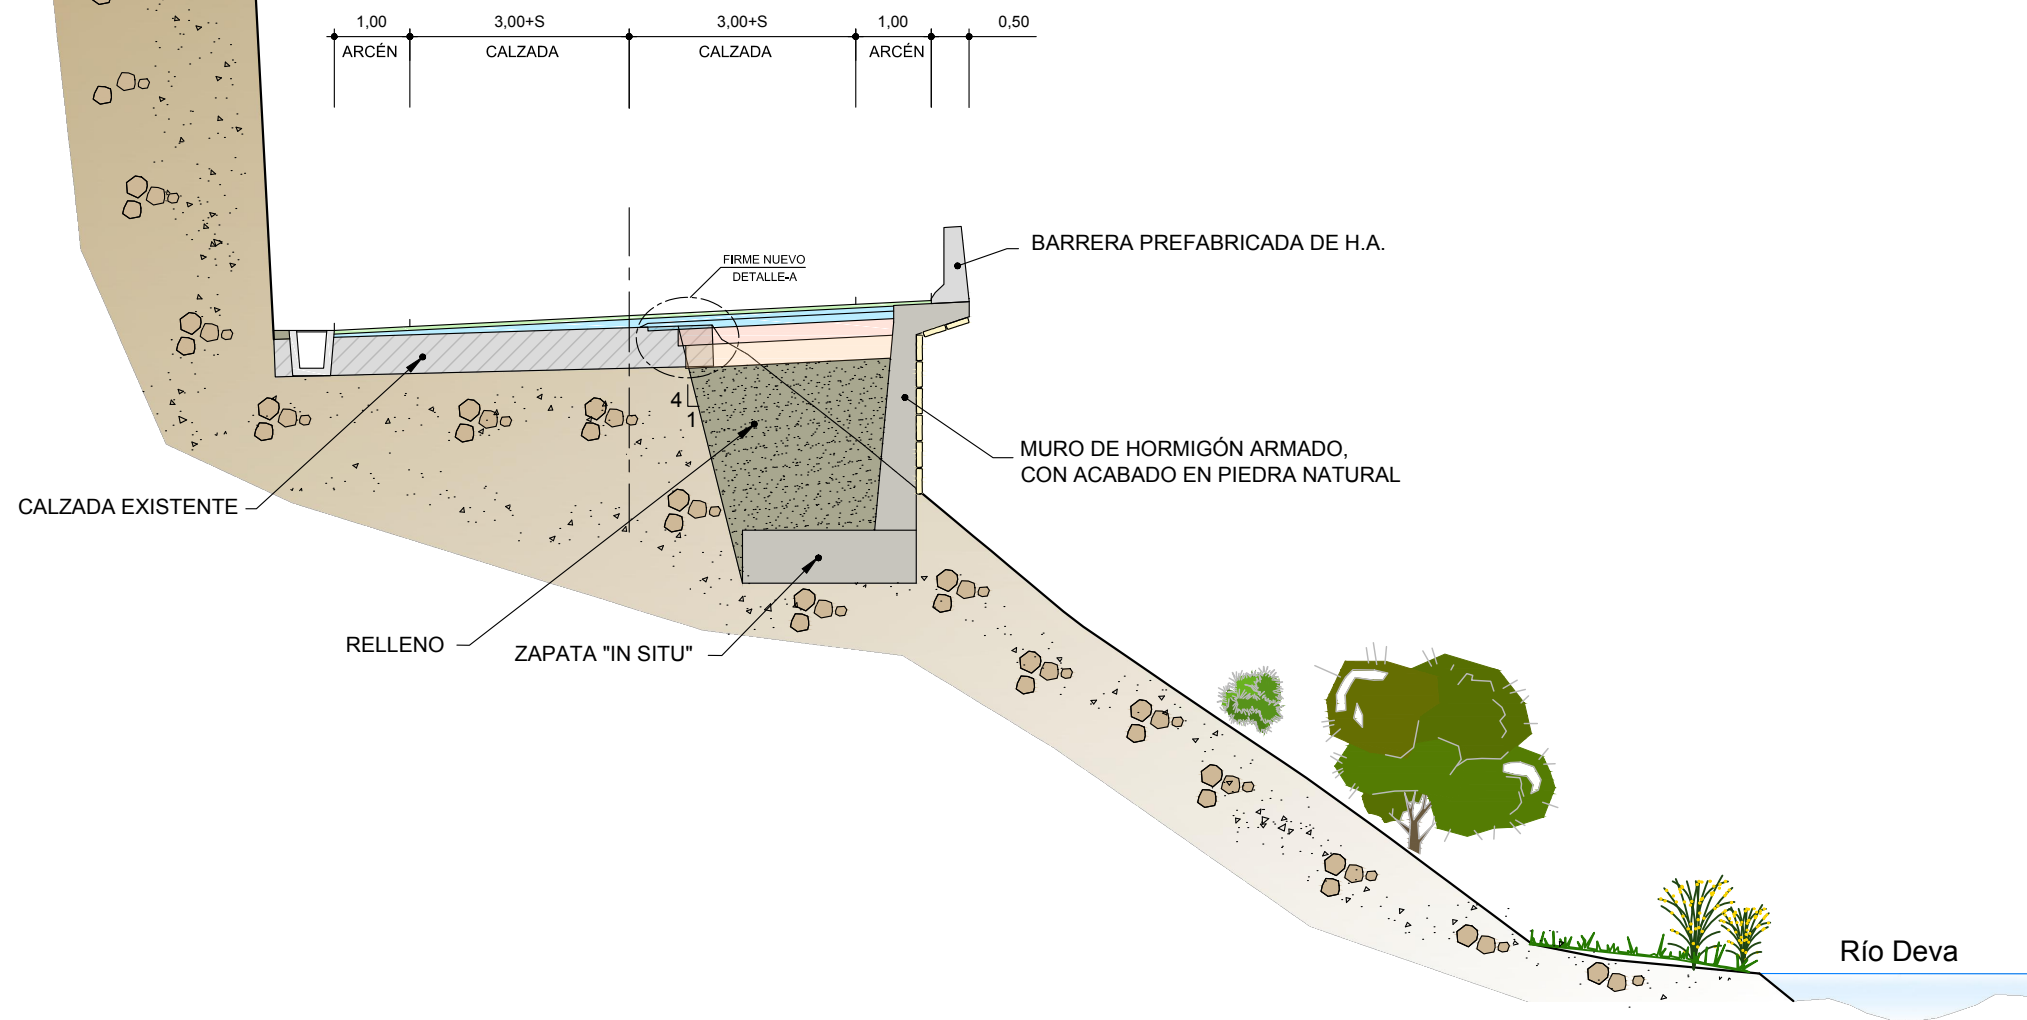 1,00 3,00+S 3,00+S 1,00 0,50
ARCÉN CALZADA CALZADA ARCÉN
BARRERA PREFABRICADA DE H.A.
FIRME NUEVO
DETALLE-A
4
1
MURO DE HORMIGÓN ARMADO,
CON ACABADO EN PIEDRA NATURAL
CALZADA EXISTENTE
RELLENO
ZAPATA "IN SITU"
Río Deva